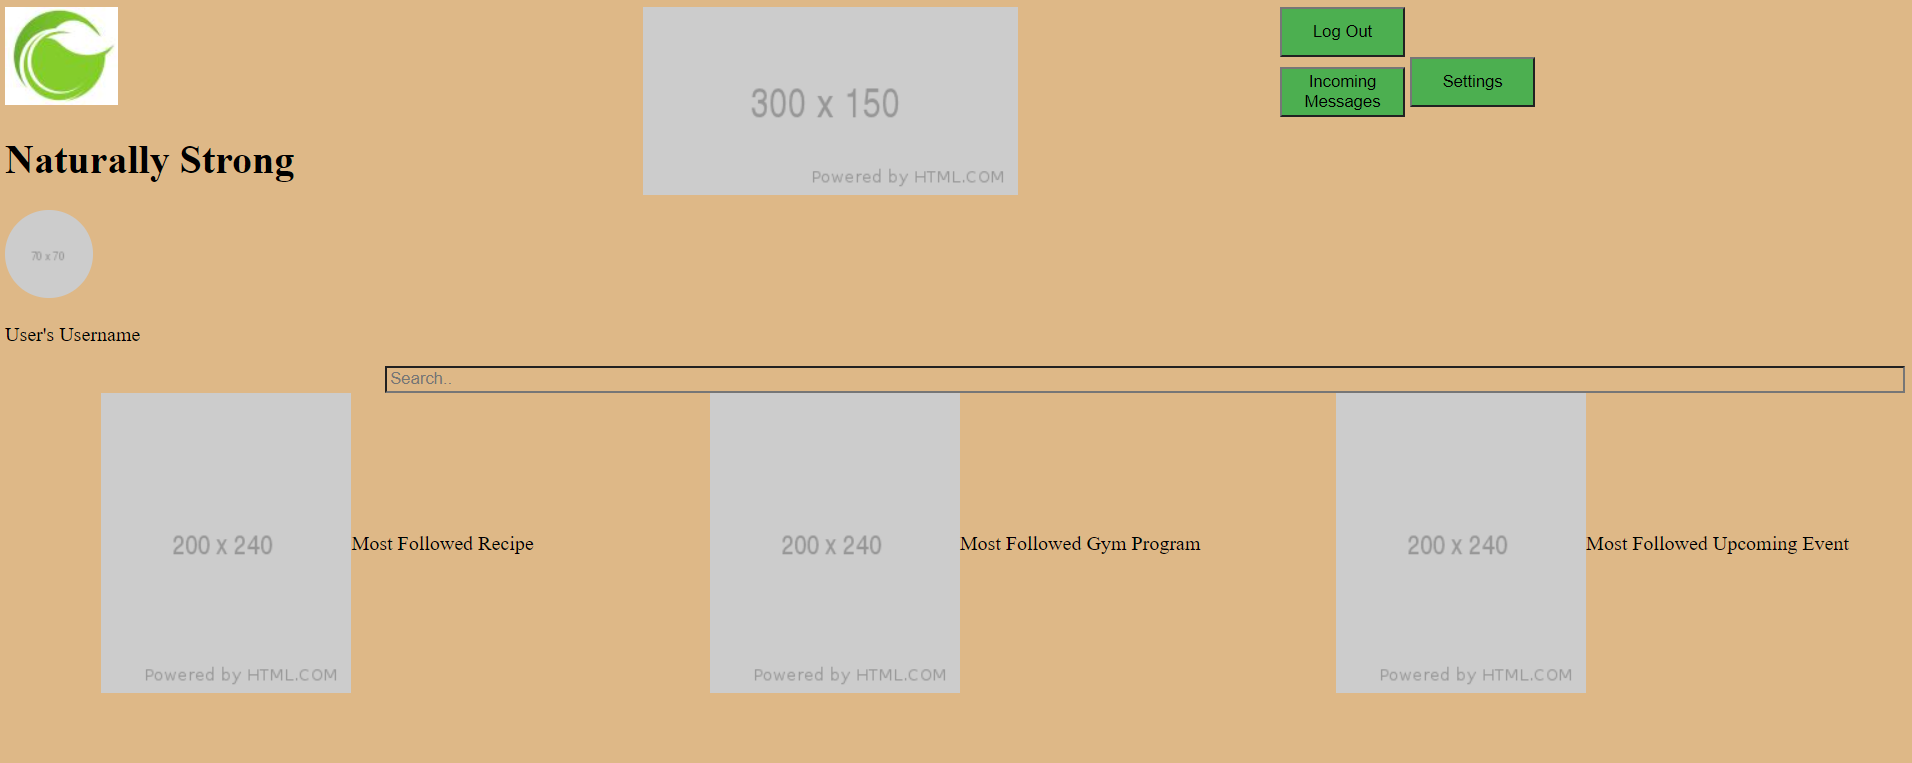 300 x 150
Powered by HTML.COM
Log Out
Incoming
Messages
Settings
Naturally Strong
70 x 70
User's Username
Search..
200 x 240
Powered by HTML.COM
Most Followed Recipe
200 x 240
Powered by HTML.COM
Most Followed Gym Program
200 x 240
Powered by HTML.COM
Most Followed Upcoming Event